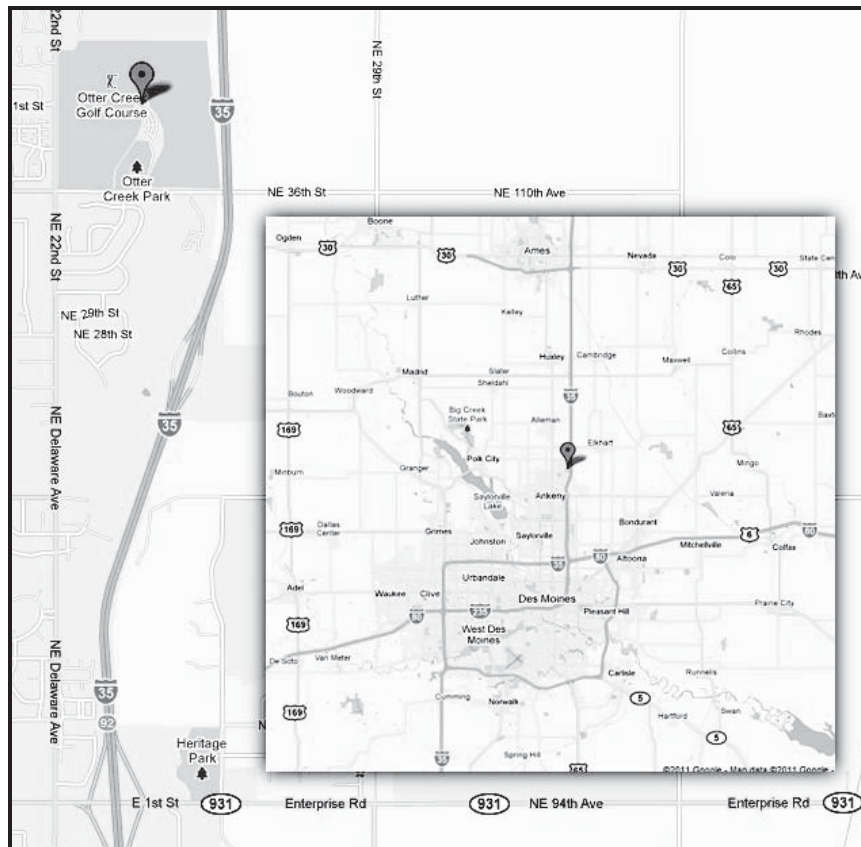 22nd St
NE 29th St
1st St
Otter Creek
Golf Course
35
Otter
Creek Park
NE 36th St
NE 110th Ave
NE 22nd St
NE 29th St
NE 28th St
35
NE Delaware Ave
NE Delaware Ave
35
92
Heritage
Park
E 1st St
931
Enterprise Rd
931
NE 94th Ave
Enterprise Rd
931
Boone
Ogden
30
30
Ames
Nevada
30
Colo
30
State Cen
65
Luther
Kelley
Rhodes
Huxley
Cambridge
Maxwell
Collins
Madrid
Slater
Sheldahl
Bouton
Woodward
35
Big Creek
State Park
Alleman
169
65
Baxt
Elkhart
Minburn
Granger
Polk City
Mingo
Saylorville
Lake
Ankeny
Valeria
169
Dallas
Center
Grimes
Johnston
Saylorville
Bondurant
Mitchellville
6
80
Colfax
35
80
Altoona
Urbandale
Adel
Waukee
Clive
Des Moines
Pleasant Hill
Prairie City
169
80
235
West Des
Moines
De Soto
Van Meter
Carlisle
Runnells
Cumming
Norwalk
5
Hartford
Swan
169
5
35
Spring Hill
65
©2011 Google - Map data ©2011 Google -